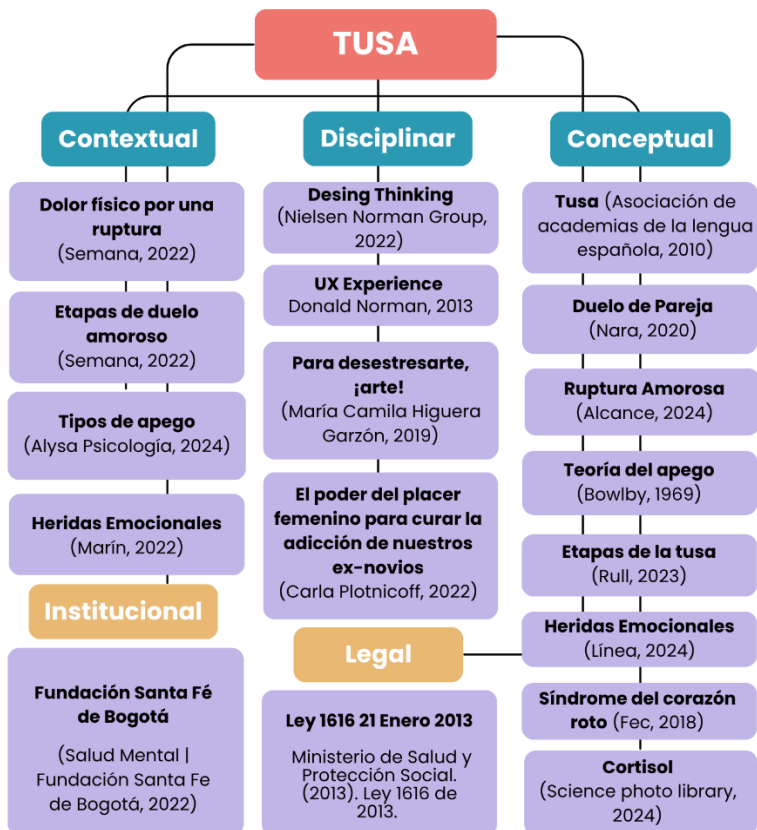 TUSA
Contextual
Dolor físico por una
ruptura
(Semana, 2022)
Etapas de duelo
amoroso
(Semana, 2022)
Tipos de apego
(Alysa Psicología, 2024)
Heridas Emocionales
(Marín, 2022)
Institucional
Fundación Santa Fé
de Bogotá
(Salud Mental |
Fundación Santa Fe
de Bogotá, 2022)
Disciplinar
Desing Thinking
(Nielsen Norman Group,
2022)
UX Experience
Donald Norman, 2013
Para desestresarte,
¡arte!
(María Camila Higuera
Garzón, 2019)
El poder del placer
femenino para curar la
adicción de nuestros
ex-novios
(Carla Plotnicoff, 2022)
Legal
Ley 1616 21 Enero 2013
Ministerio de Salud y
Protección Social.
(2013). Ley 1616 de
2013.
Conceptual
Tusa (Asociación de
academias de la lengua
española, 2010)
Duelo de Pareja
(Nara, 2020)
Ruptura Amorosa
(Alcance, 2024)
Teoría del apego
(Bowlby, 1969)
Etapas de la tusa
(Rull, 2023)
Heridas Emocionales
(Línea, 2024)
Síndrome del corazón
roto (Fec, 2018)
Cortisol
(Science photo library,
2024)